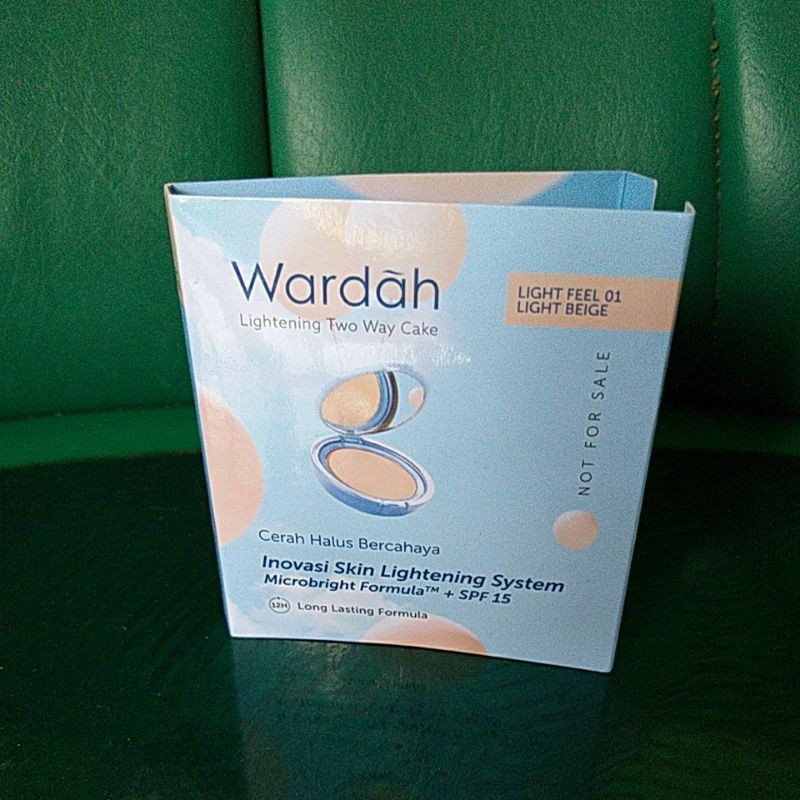 Wardãh
Lightening Two Way Cake
LIGHT FEEL 01
LIGHT BEIGE
NOT FOR SALE
Cerah Halus Bercahaya
Inovasi Skin Lightening System
Microbright Formula™ + SPF 15
12H
Long Lasting Formula